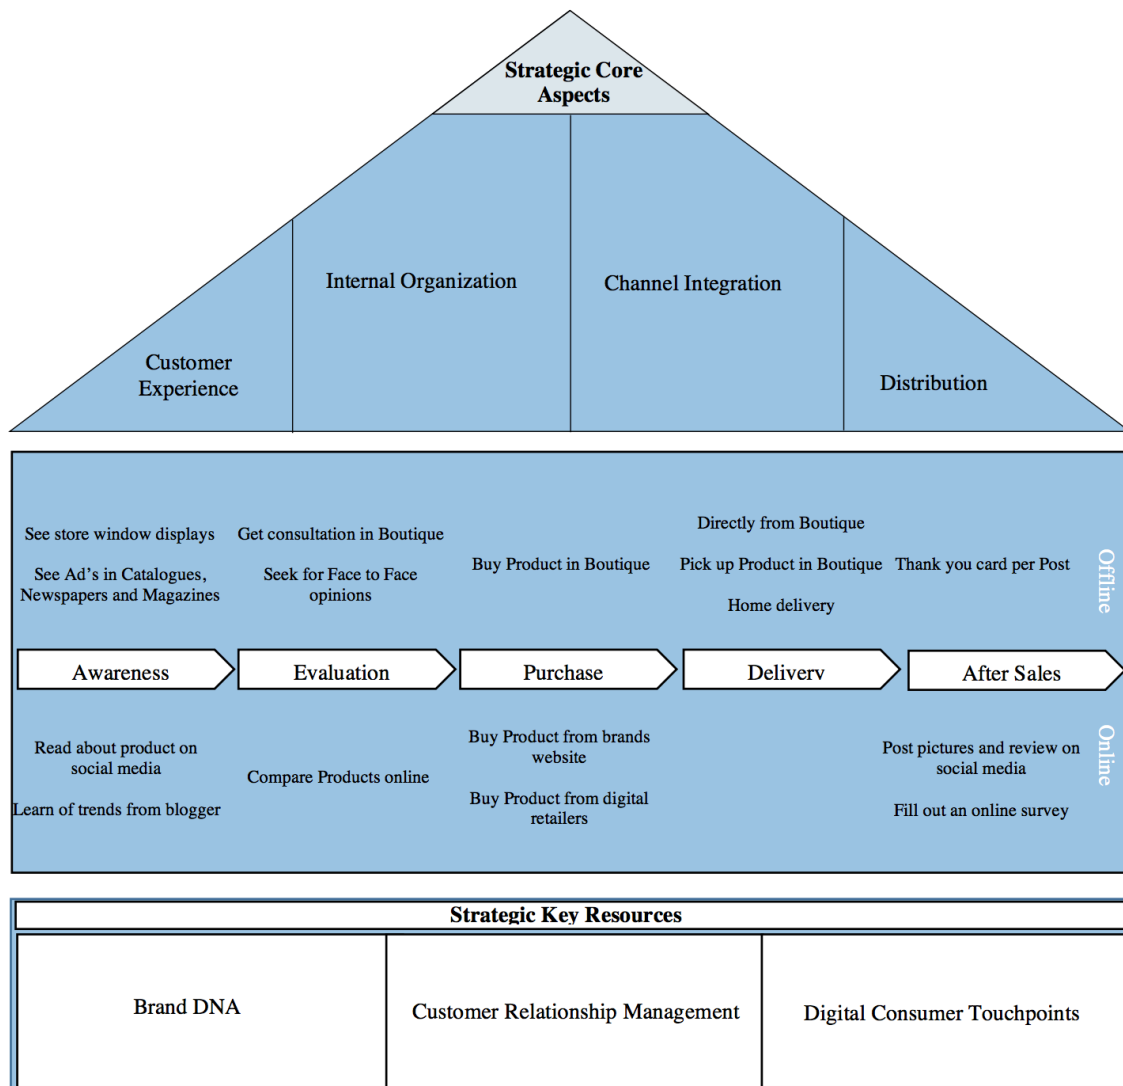 Strategic Core
Aspects
Internal Organization
Channel Integration
Customer
Experience
Distribution
See store window displays
See Ad's in Catalogues,
Newspapers and Magazines
Get consultation in Boutique
Seek for Face to Face
opinions
Buy Product in Boutique
Directly from Boutique
Pick up Product in Boutique
Home delivery
Thank you card per Post
Offline
Awareness
Evaluation
Purchase
Delivery
After Sales
Read about product on
social media
Learn of trends from blogger
Compare Products online
Buy Product from brands
website
Buy Product from digital
retailers
Post pictures and review on
social media
Fill out an online survey
Online
Strategic Key Resources
Brand DNA
Customer Relationship Management
Digital Consumer Touchpoints